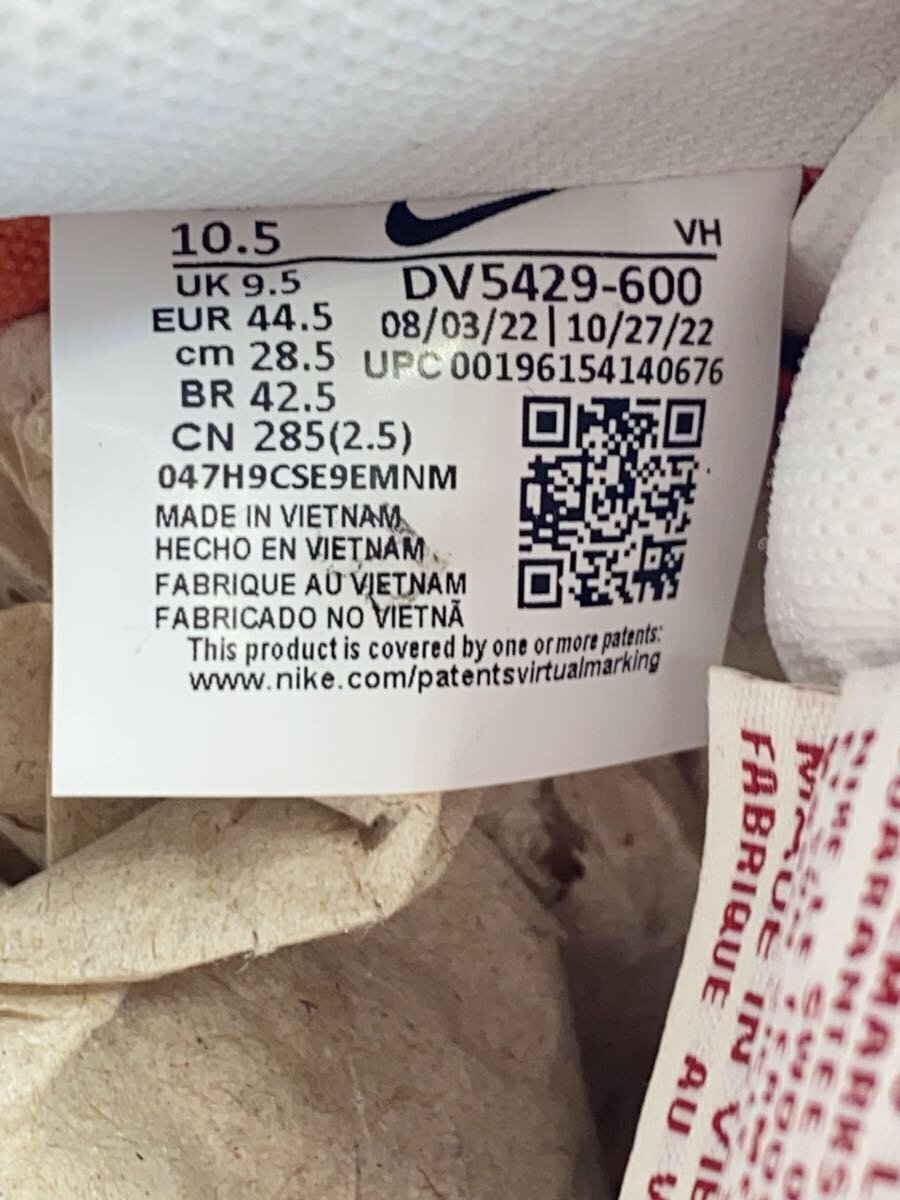 10.5
VH
UK 9.5
DV5429-600
EUR 44.5
08/03/22 | 10/27/22
cm 28.5
UPC 00196154140676
BR 42.5
CN 285(2.5)
047H9CSE9EMNM
MADE IN VIETNAM
HECHO EN VIETNAM
FABRIQUE AU VIETNAM
FABRICADO NO VIETNÃ
This product is covered by one or more patents:
www.nike.com/patentsvirtualmarking
FABRIQUE AU